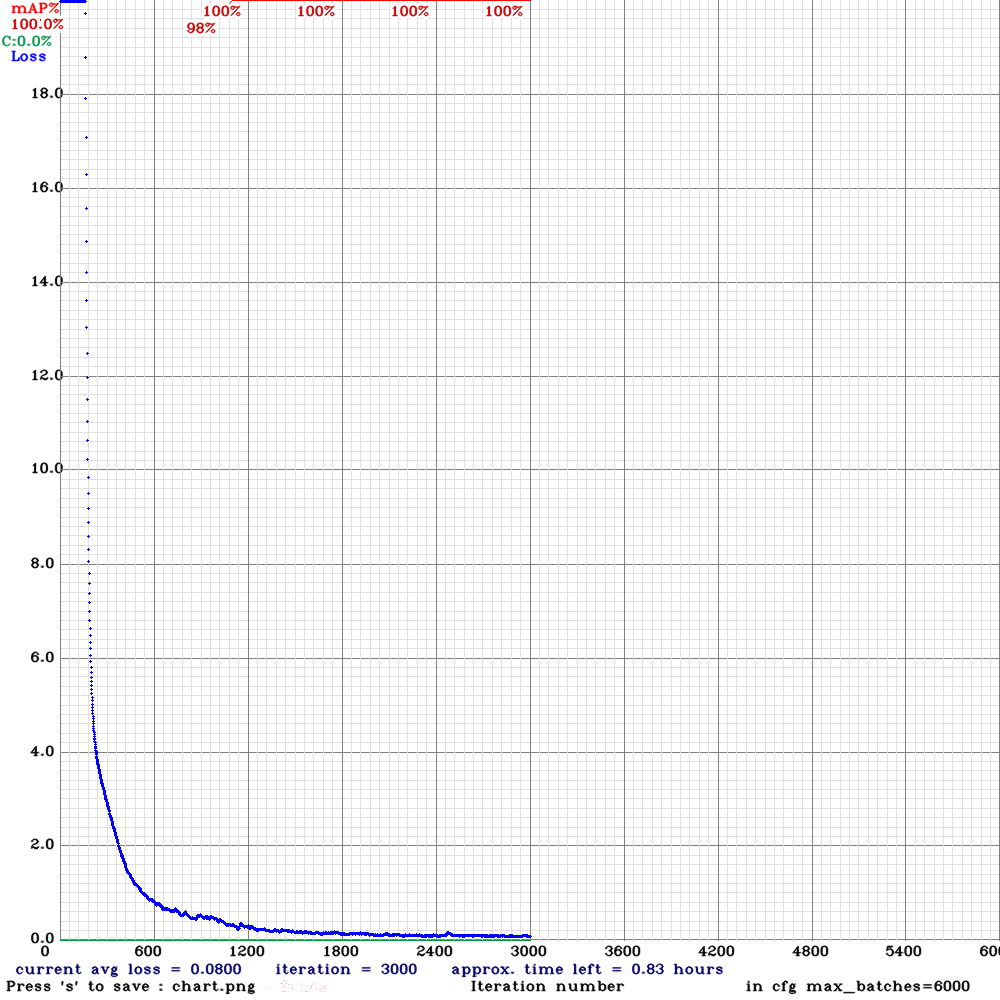 mAP% 100% 100% 100% 100%
100.0% 98%
C:0.0%
Loss
18.0
16.0
14.0
12.0
10.0
8.0
6.0
4.0
2.0
0.0
0 600 1200 1800 2400 3000 3600 4200 4800 5400 600
current avg loss = 0.0800 iteration = 3000 approx. time left = 0.83 hours
Press 's' to save : chart.png Iteration number in cfg max_batches=6000